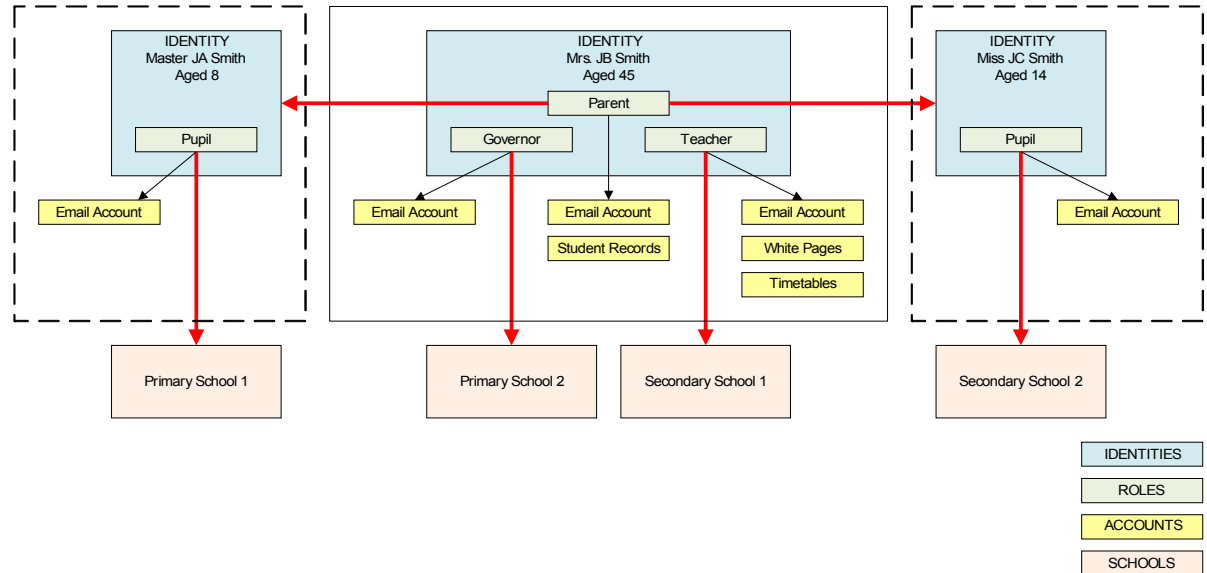 IDENTITY
Master JA Smith
Aged 8
Pupil
Email Account
IDENTITY
Mrs. JB Smith
Aged 45
Parent
Governor
Teacher
Email Account
Email Account
Student Records
Email Account
White Pages
Timetables
IDENTITY
Miss JC Smith
Aged 14
Pupil
Email Account
Primary School 1
Primary School 2
Secondary School 1
Secondary School 2
IDENTITIES
ROLES
ACCOUNTS
SCHOOLS